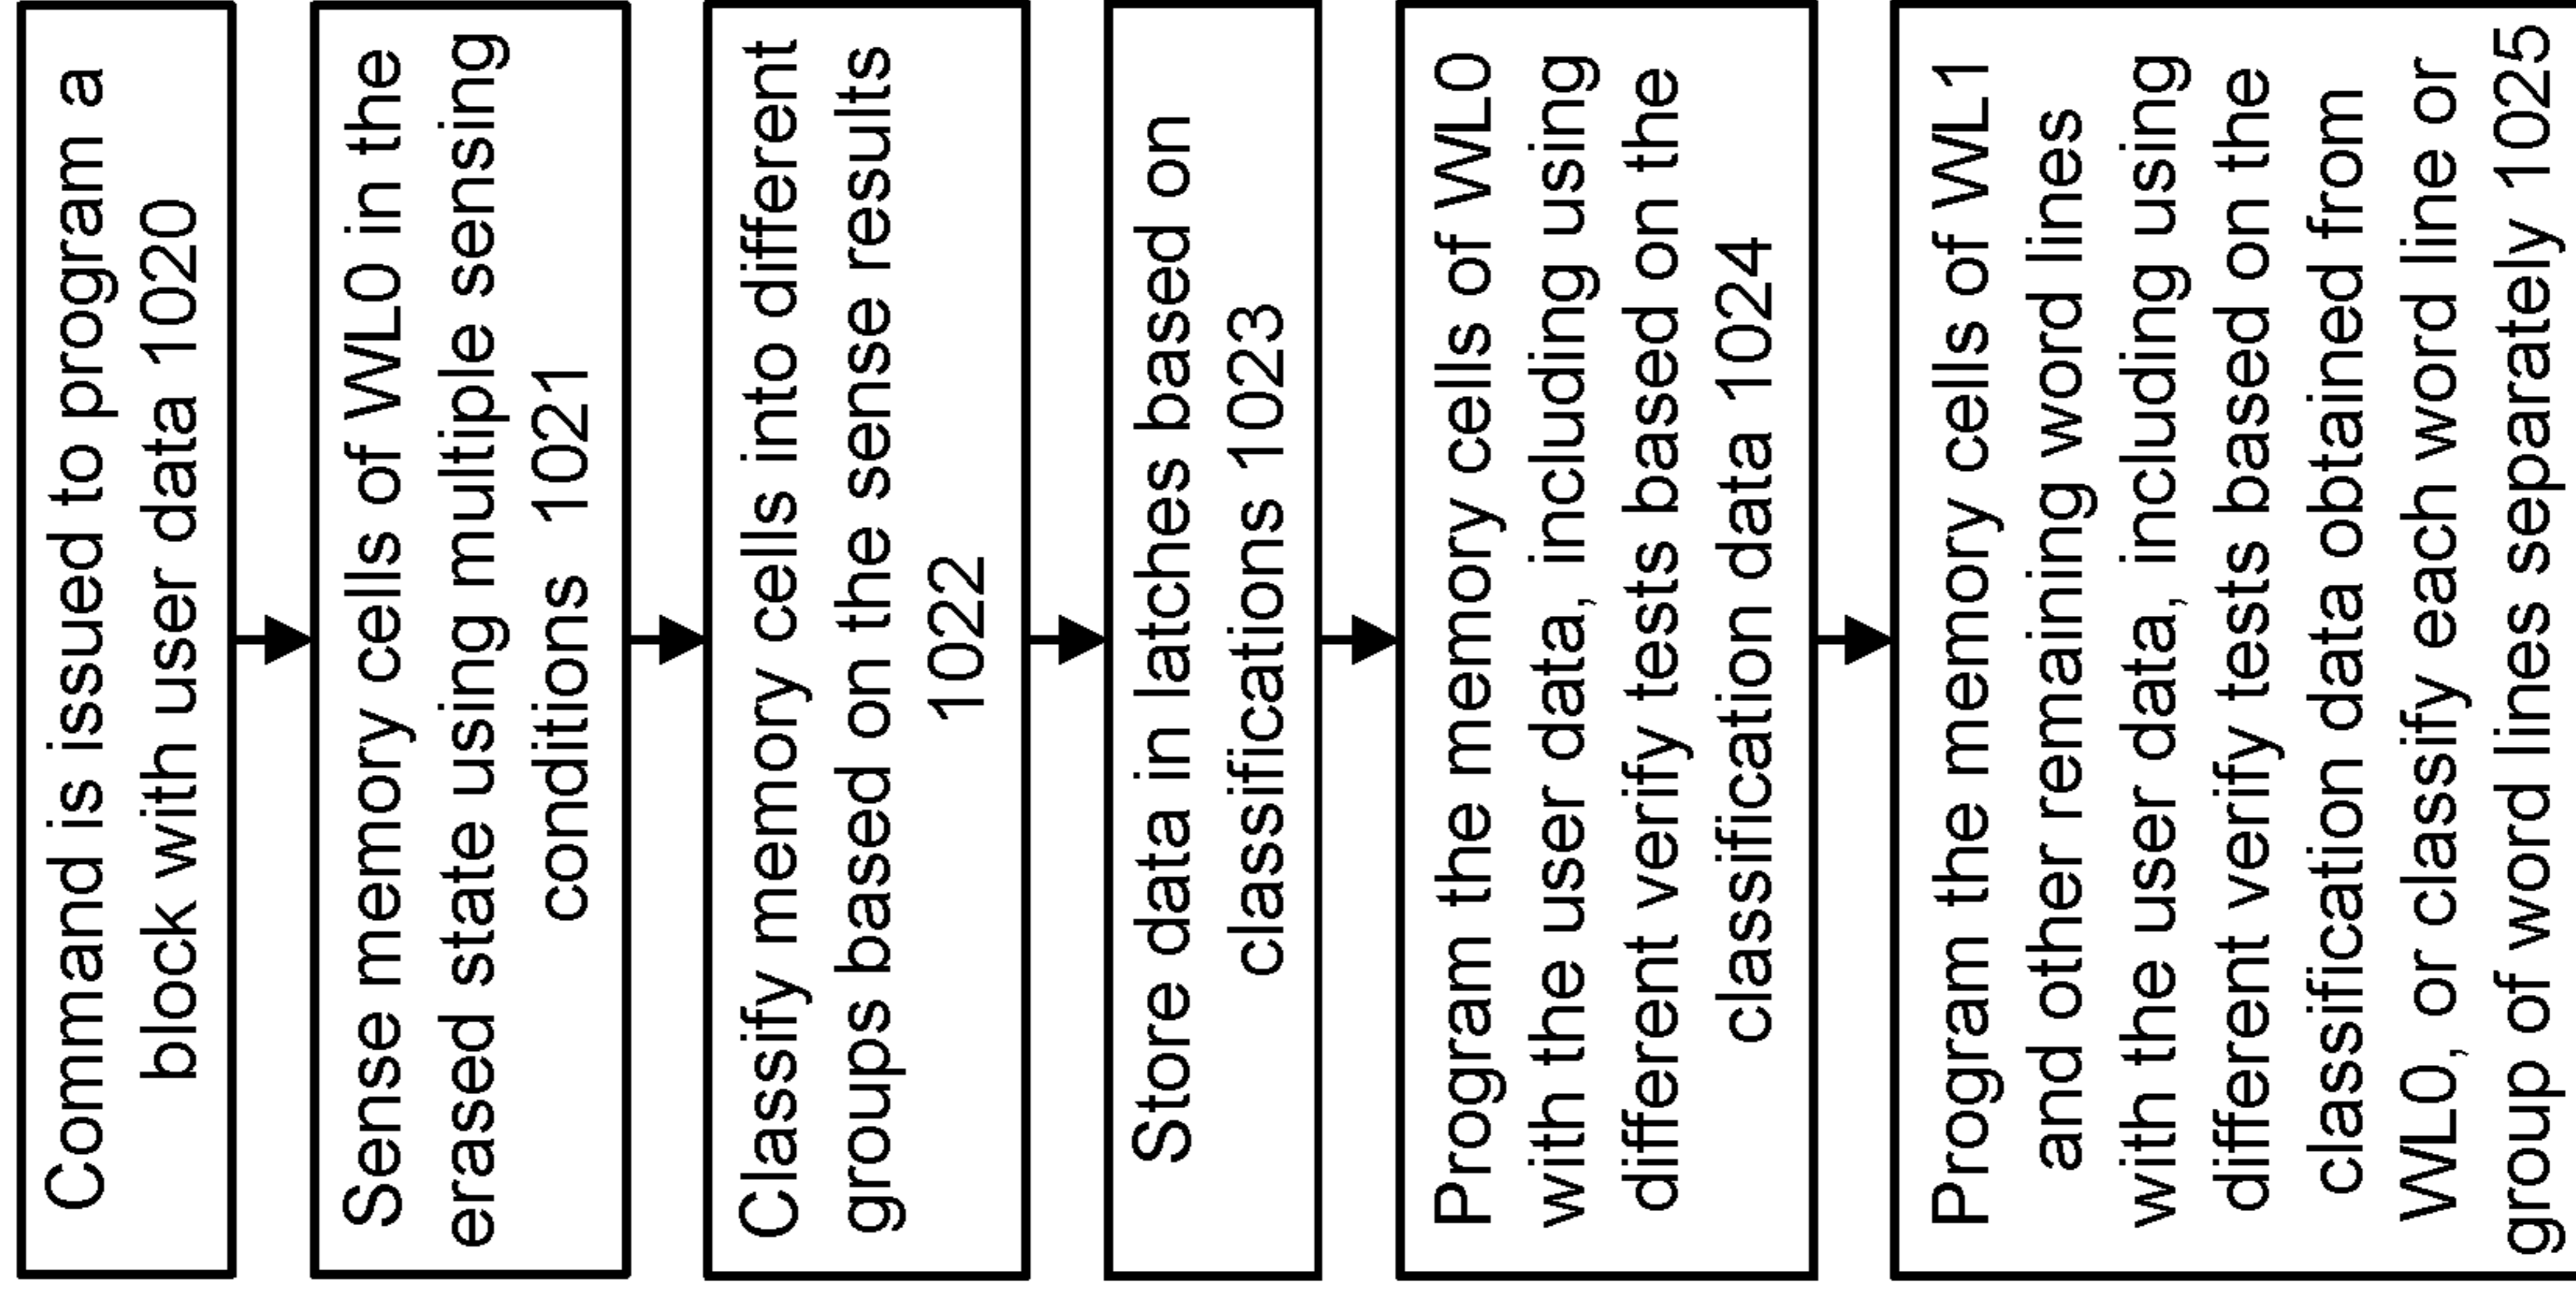 Command is issued to program a
block with user data 1020
Sense memory cells of WL0 in the
erased state using multiple sensing
conditions 1021
Classify memory cells into different
groups based on the sense results
1022
Store data in latches based on
classifications 1023
Program the memory cells of WL0
with the user data, including using
different verify tests based on the
classification data 1024
Program the memory cells of WL1
and other remaining word lines
with the user data, including using
different verify tests based on the
classification data obtained from
WL0, or classify each word line or
group of word lines separately 1025